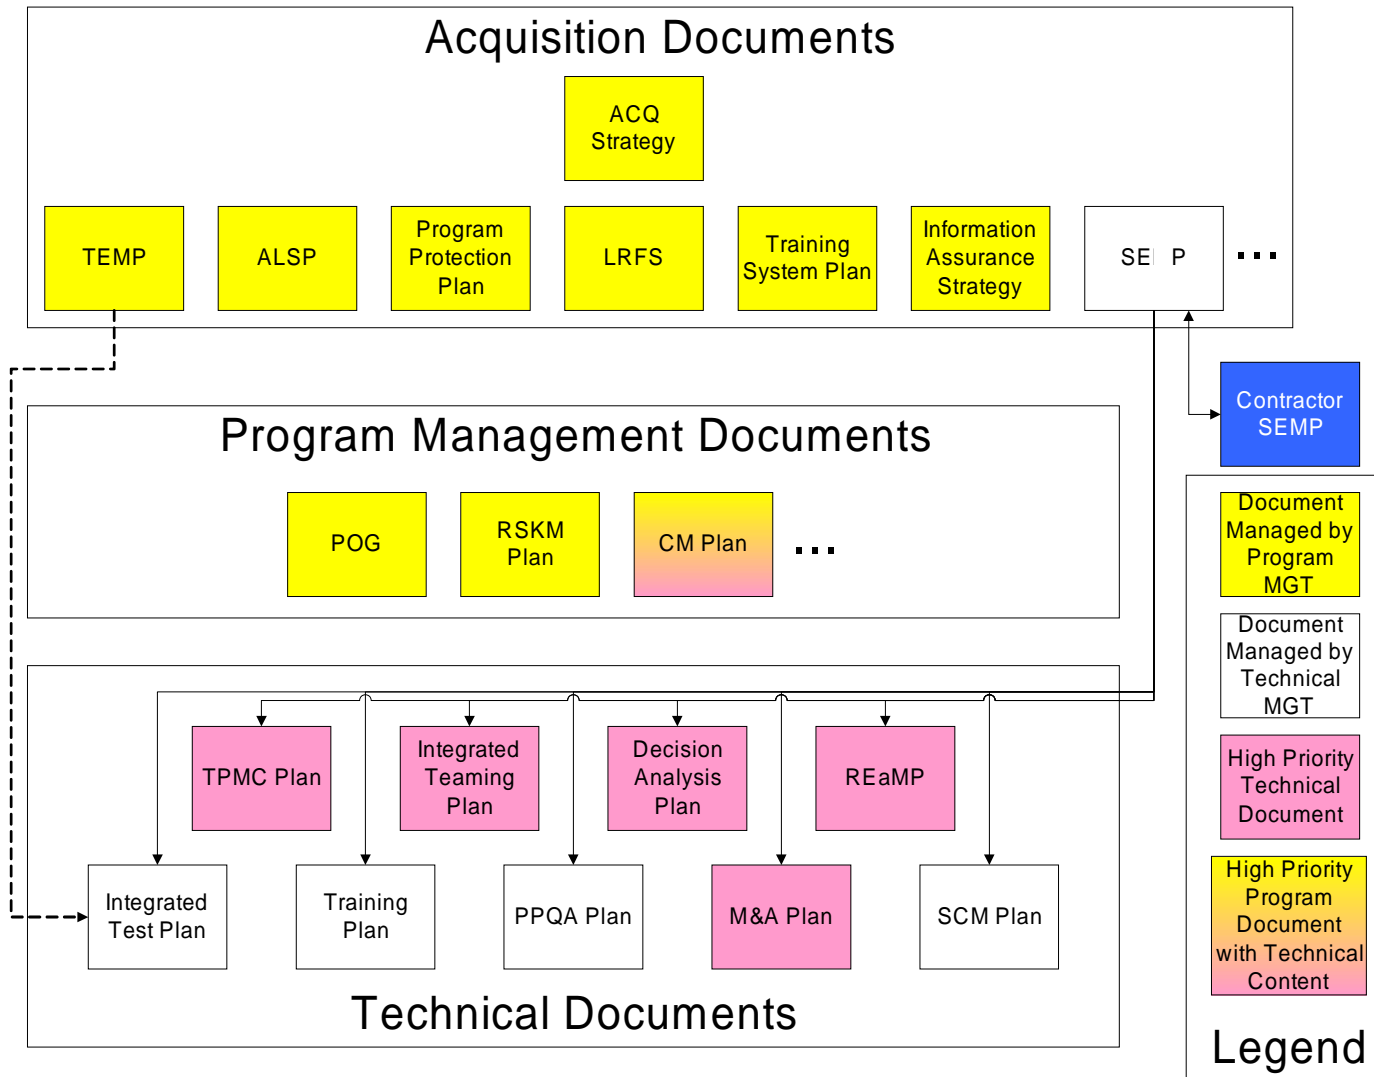 Acquisition Documents
ACQ
Strategy
TEMP
ALSP
Program
Protection
Plan
LRFS
Training
System Plan
Information
Assurance
Strategy
...
Contractor
SEMP
Program Management Documents
POG
RSKM
Plan
CM Plan
...
TPMC Plan
Integrated
Teaming
Plan
Decision
Analysis
Plan
REaMP
Integrated
Test Plan
Training
Plan
PPQA Plan
M&A Plan
SCM Plan
Technical Documents
Document
Managed by
Program
MGT
Document
Managed by
Technical
MGT
High Priority
Technical
Document
High Priority
Program
Document
with Technical
Content
Legend